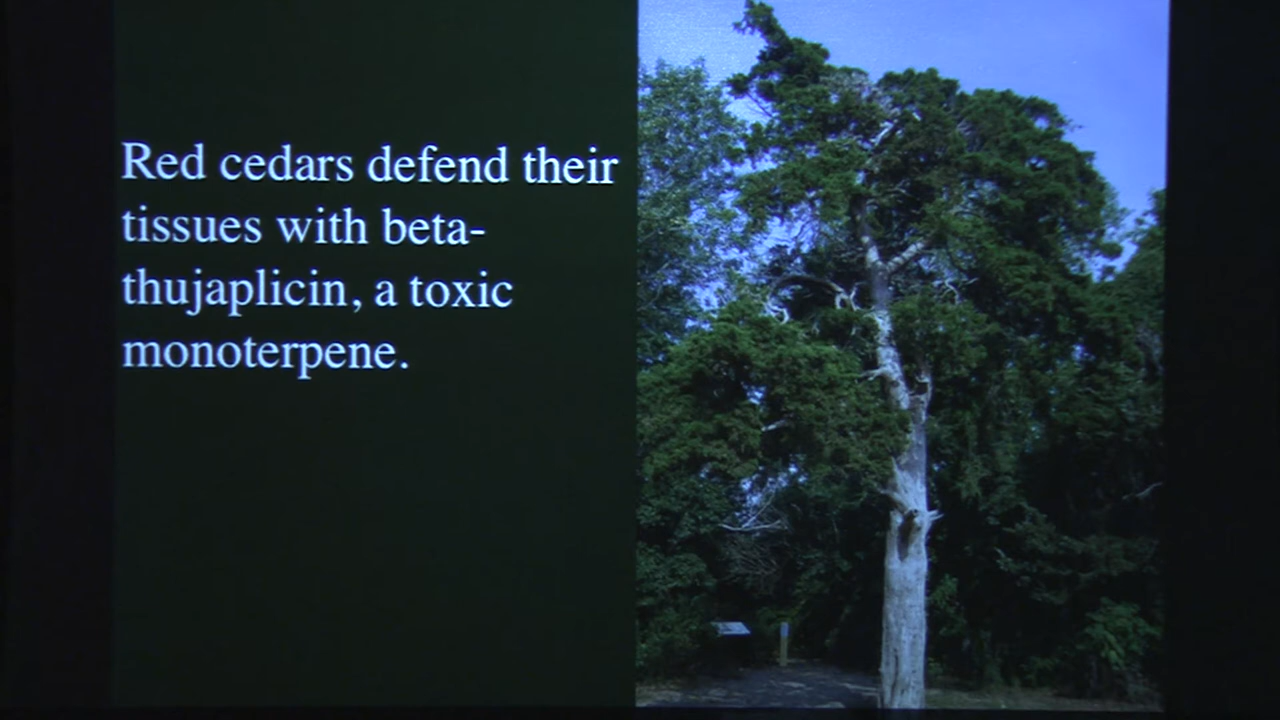 Red cedars defend their
tissues with beta-
thujaplicin, a toxic
monoterpene.